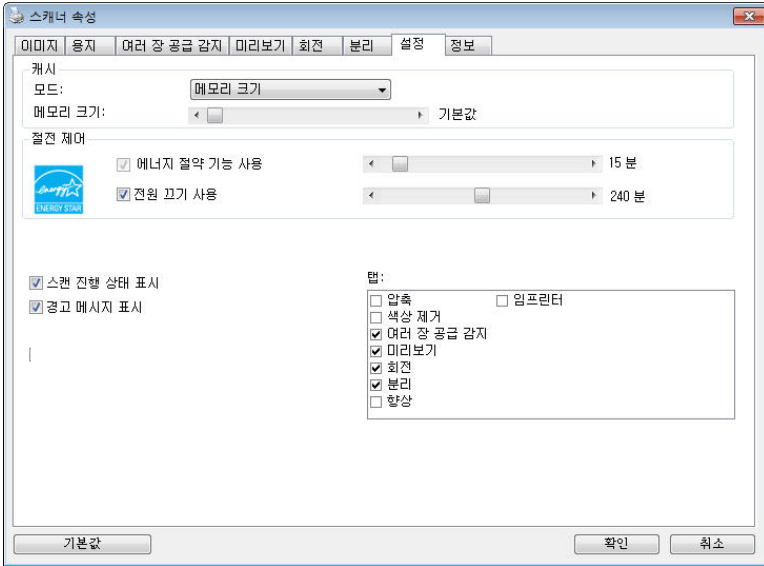 스캐너 속성
이미지 용지 여러 장 공급 감지 미리보기 회전 분리 설정 정보
캐시
모드: 메모리 크기
메모리 크기: 기본값
절전 제어
에너지 절약 기능 사용 15 분
전원 끄기 사용 240 분
energy
ENERGY STAR
스캔 진행 상태 표시
경고 메시지 표시
탭:
압축 임프린터
색상 제거
여러 장 공급 감지
미리보기
회전
분리
향상
기본값 확인 취소